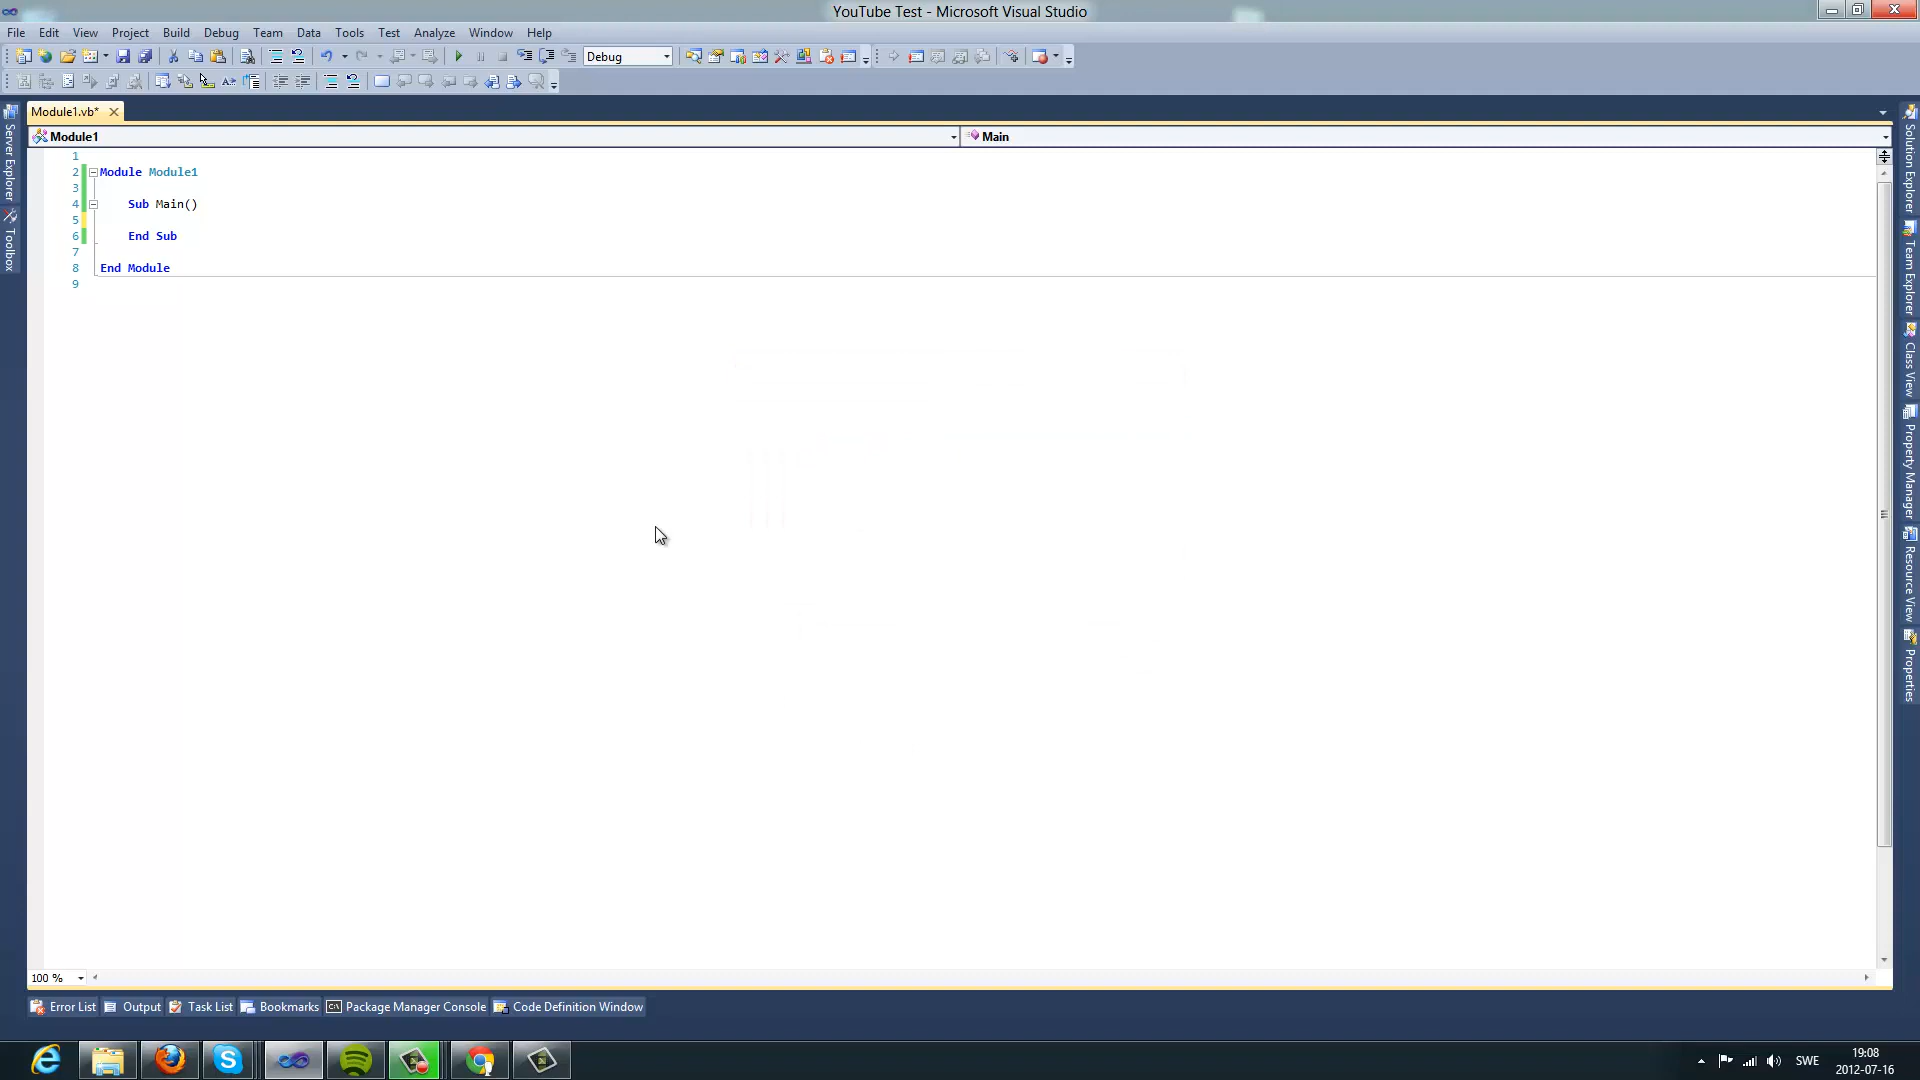 YouTube Test - Microsoft Visual Studio
File Edit View Project Build Debug Team Data Tools Test Analyze Window Help
Debug
Module1.vb*
Module1
Main
Server Explorer
Toolbox
1
2 Module Module1
3
4 Sub Main()
5
6 End Sub
7
8 End Module
9
Solution Explorer
Team Explorer
Class View
Property Manager
Resource View
Properties
100 %
Error List Output Task List Bookmarks Package Manager Console Code Definition Window
SWE
19:08
2012-07-16